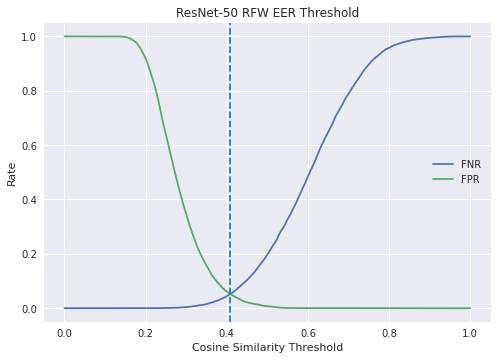 ResNet-50 RFW EER Threshold
1.0
0.8
0.6
0.4
0.2
0.0
Rate
FNR
FPR
0.0 0.2 0.4 0.6 0.8 1.0
Cosine Similarity Threshold